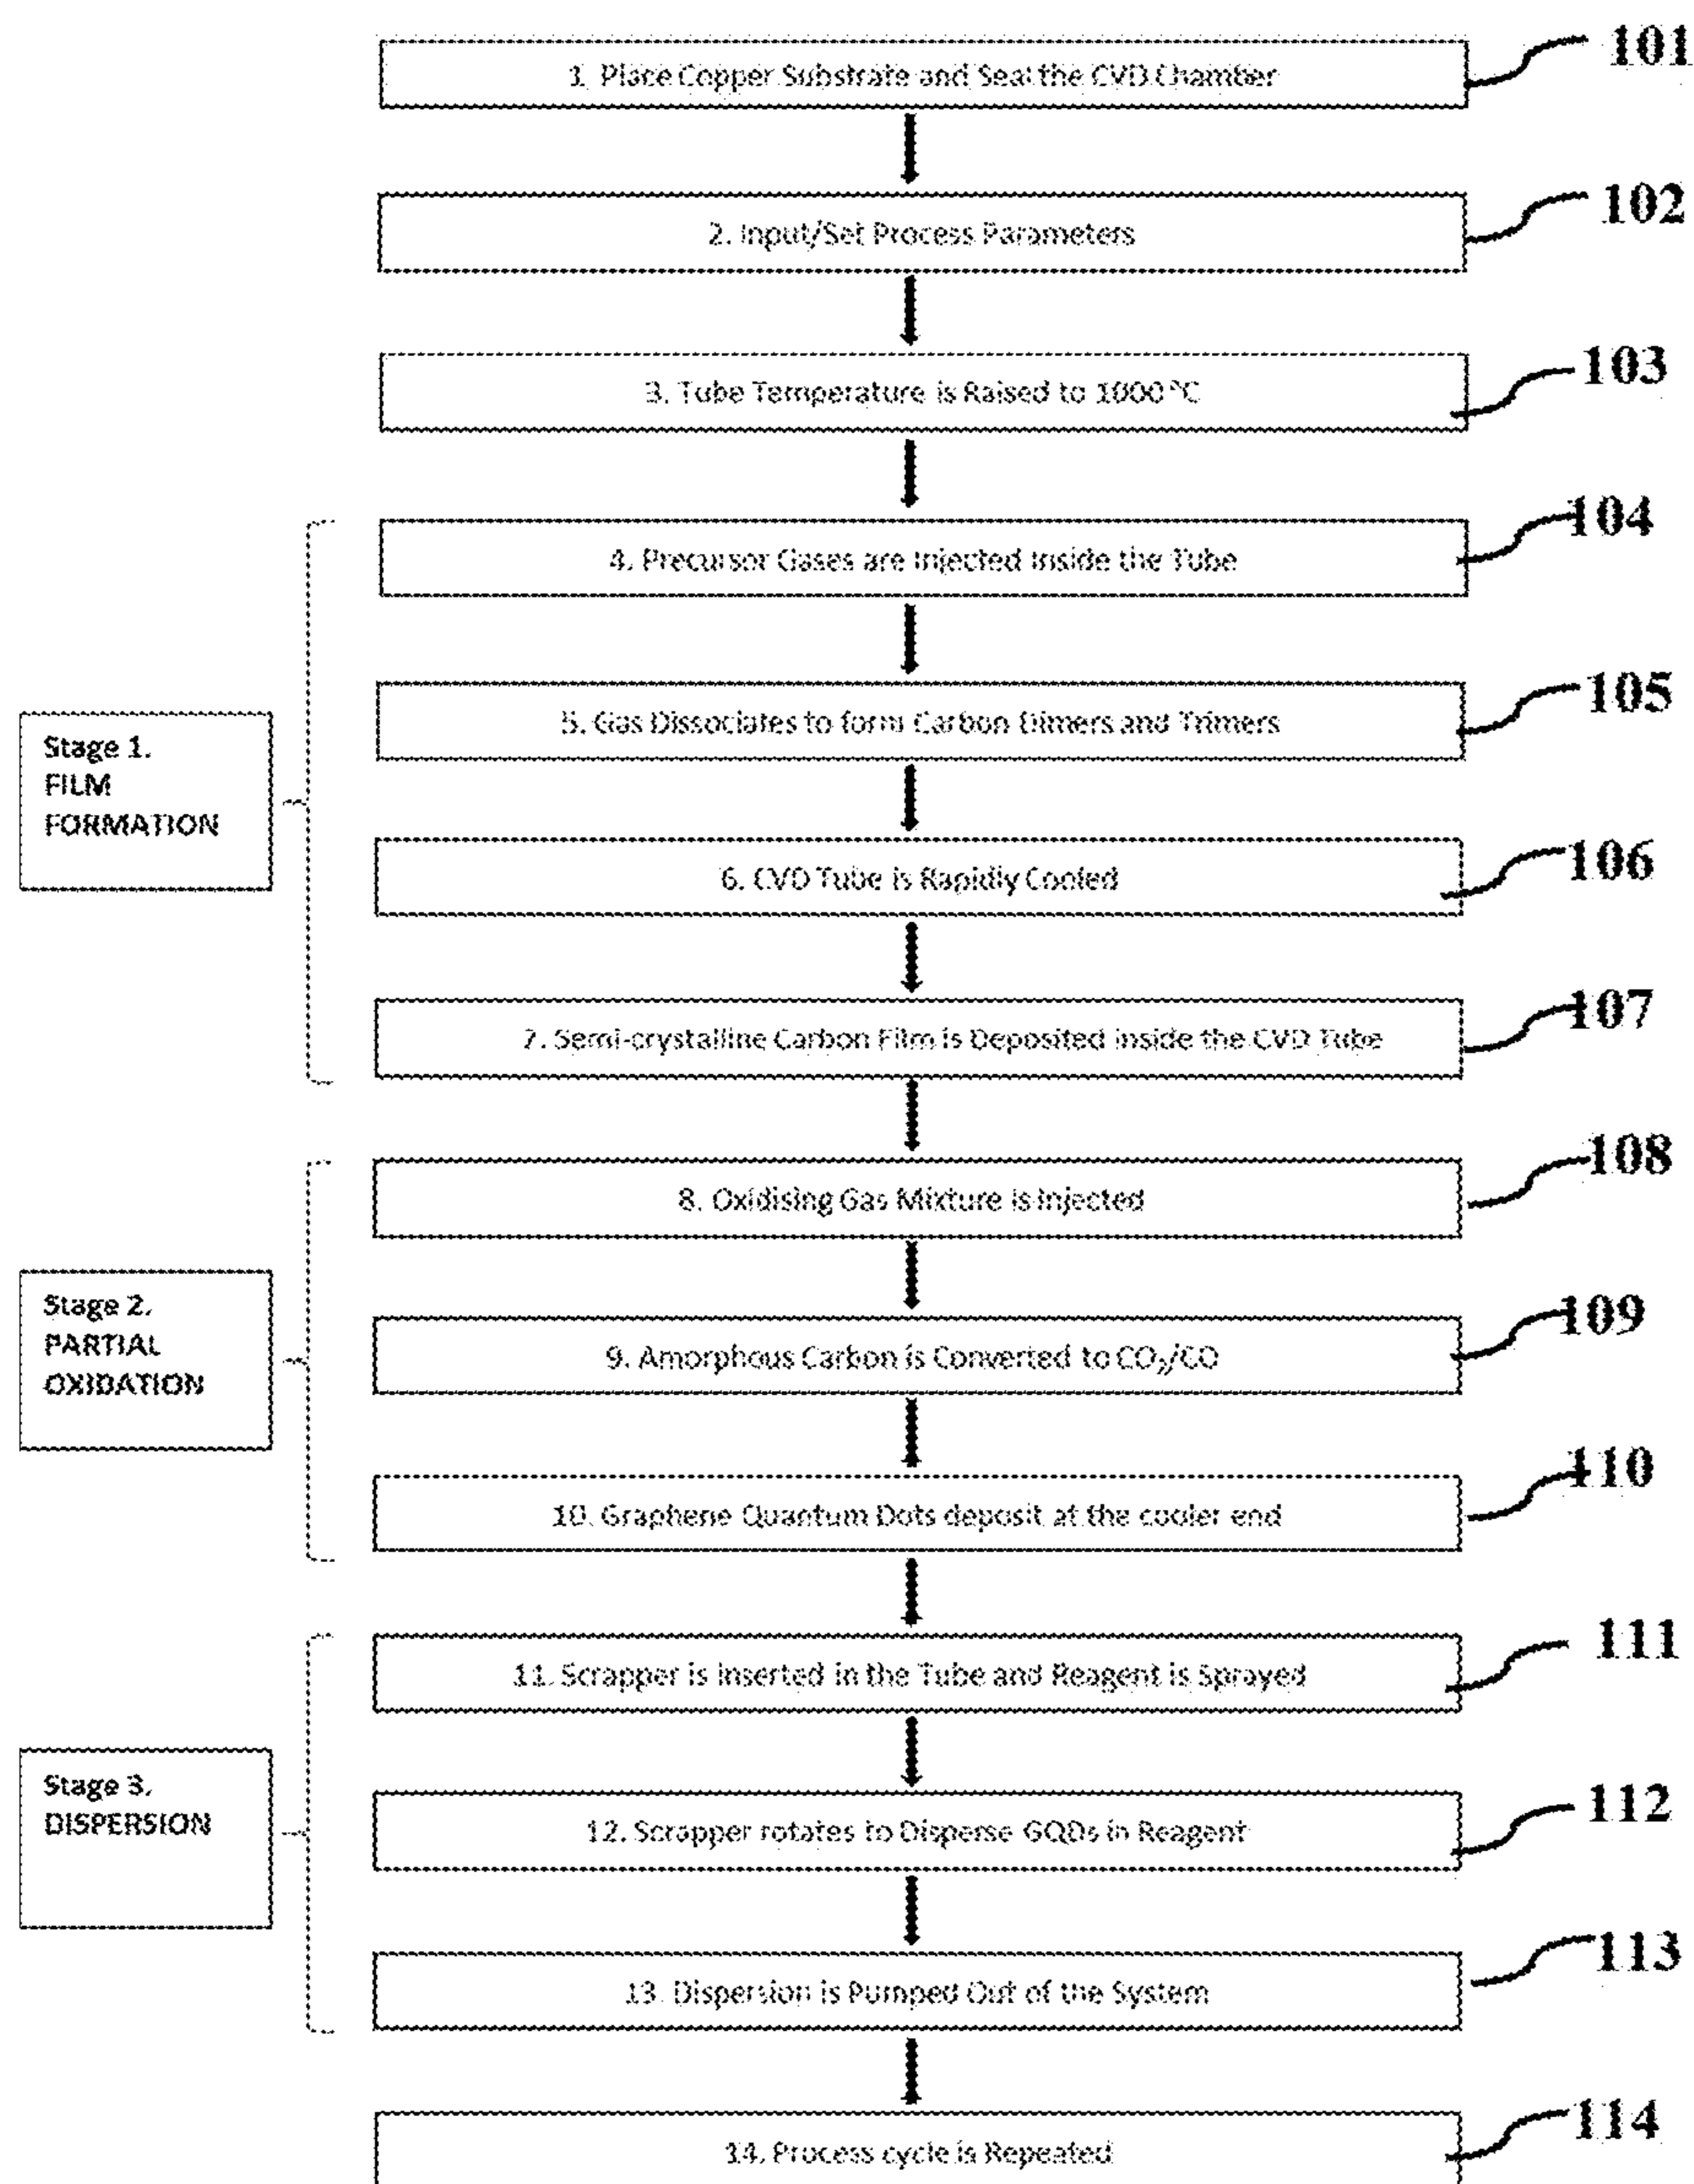 1. Place Copper Substrate and Seal the CVD Chamber
101
2. Input/Set Process Parameters
102
3. Tube Temperature is Raised to 1000 °C
103
4. Precursor Gases are Injected Inside the Tube
104
5. Gas Dissociates to form Carbon Dimers and Trimers
105
Stage 1.
FILM
FORMATION
6. CVD Tube is Rapidly Cooled
106
7. Semi-crystalline Carbon Film is Deposited inside the CVD Tube
107
8. Oxidising Gas Mixture is Injected
108
Stage 2.
PARTIAL
OXIDATION
9. Amorphous Carbon is Converted to CO₂/CO
109
10. Graphene Quantum Dots deposit at the cooler end
110
11. Scrapper is inserted in the Tube and Reagent is Sprayed
111
Stage 3.
DISPERSION
12. Scrapper rotates to Disperse GQDs in Reagent
112
13. Dispersion is Pumped Out of the System
113
14. Process cycle is Repeated
114